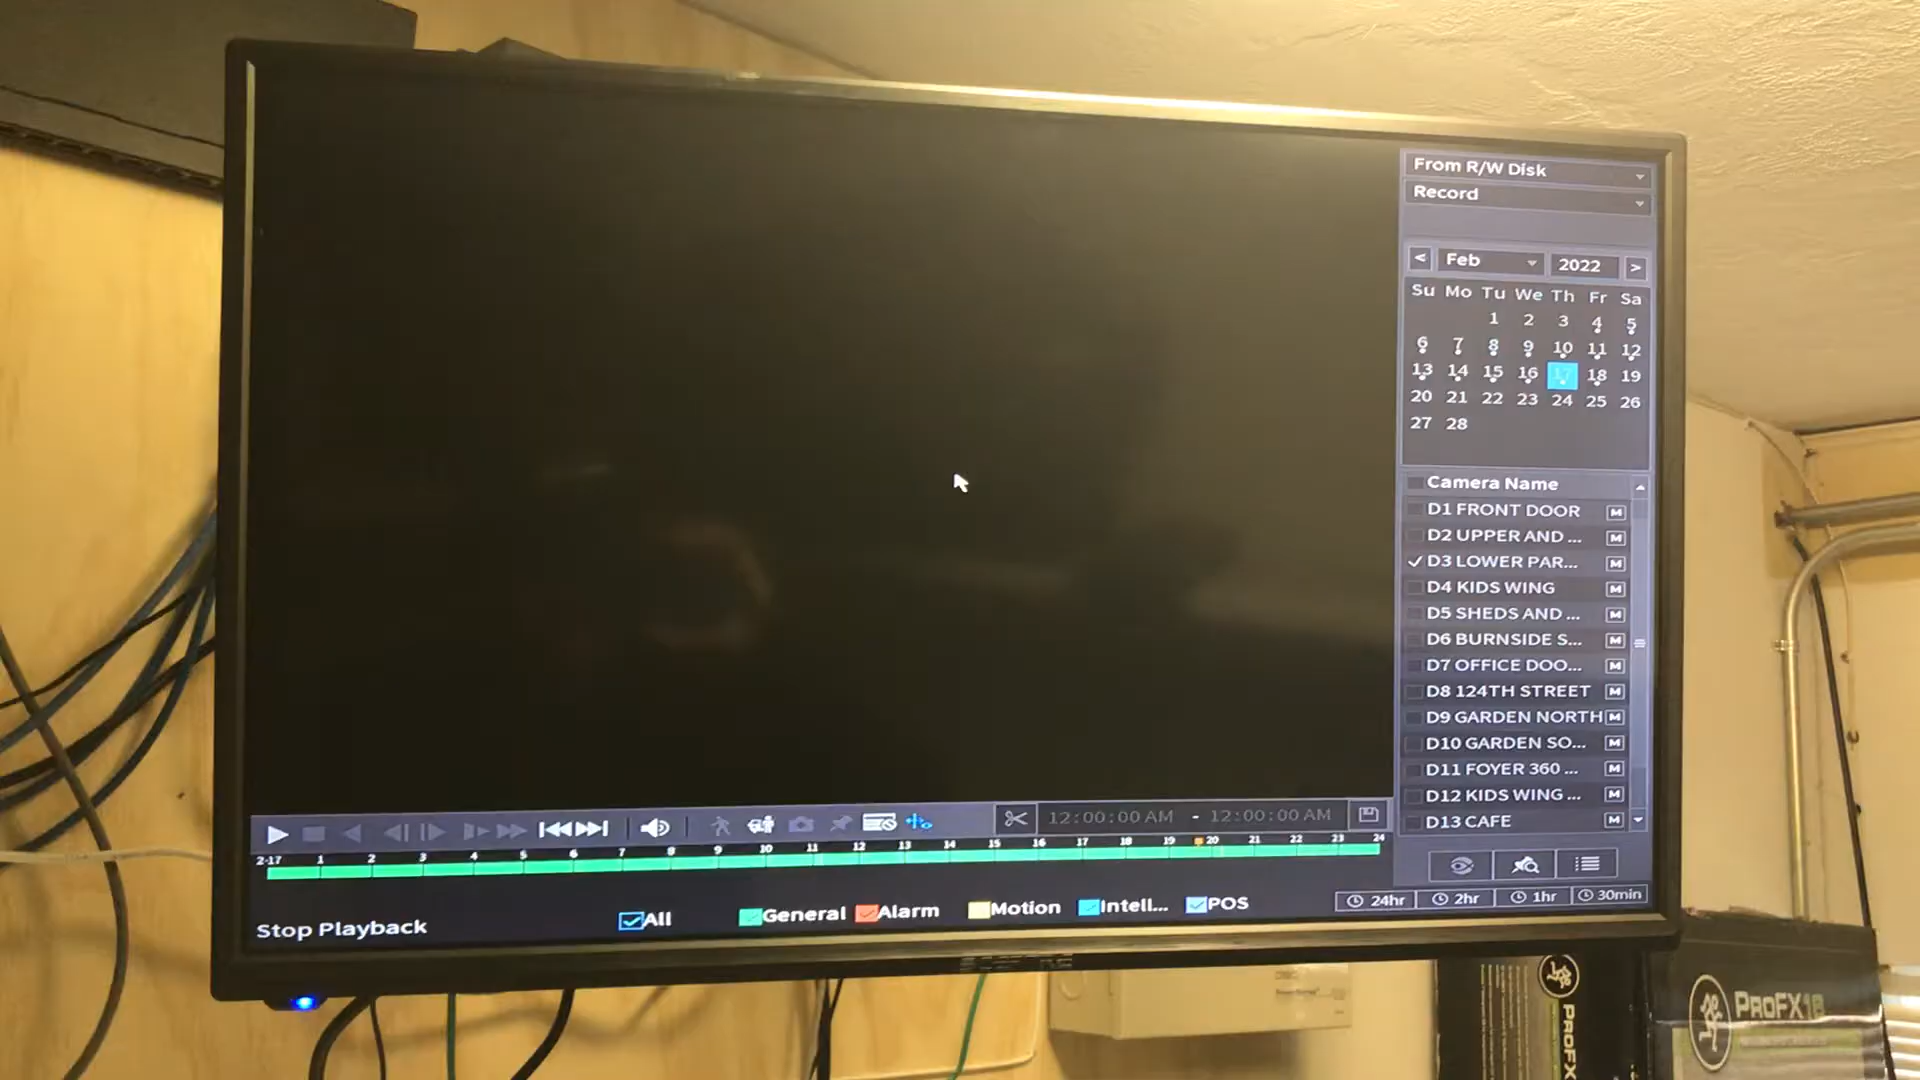 From R/W Disk
Record
< Feb 2022 >
Su Mo Tu We Th Fr Sa
1 2 3 4 5
6 7 8 9 10 11 12
13 14 15 16 17 18 19
20 21 22 23 24 25 26
27 28
Camera Name
D1 FRONT DOOR M
D2 UPPER AND ... M
D3 LOWER PAR... M
D4 KIDS WING M
D5 SHEDS AND ... M
D6 BURNSIDE S... M
D7 OFFICE DOO... M
D8 124TH STREET M
D9 GARDEN NORTH M
D10 GARDEN SO... M
D11 FOYER 360 ... M
D12 KIDS WING ... M
D13 CAFE M
12:00:00 AM - 12:00:00 AM
2-17 1 2 3 4 5 6 7 8 9 10 11 12 13 14 15 16 17 18 19 20 21 22 23 24
24hr 2hr 1hr 30min
Stop Playback
All General Alarm Motion Intell... POS
PROFX
PROFX18